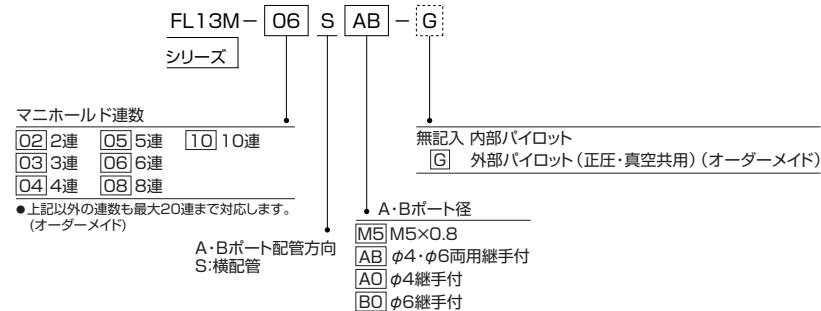 FL13M- 06 S AB - G
シリーズ
マニホールド連数
02 2連 05 5連 10 10連
03 3連 06 6連
04 4連 08 8連
●上記以外の連数も最大20連まで対応します。
(オーダーメイド)
A・Bポート配管方向
S:横配管
A・Bポート径
M5 M5×0.8
AB φ4・φ6両用継手付
A0 φ4継手付
B0 φ6継手付
無記入 内部パイロット
G 外部パイロット(正圧・真空共用)(オーダーメイド)